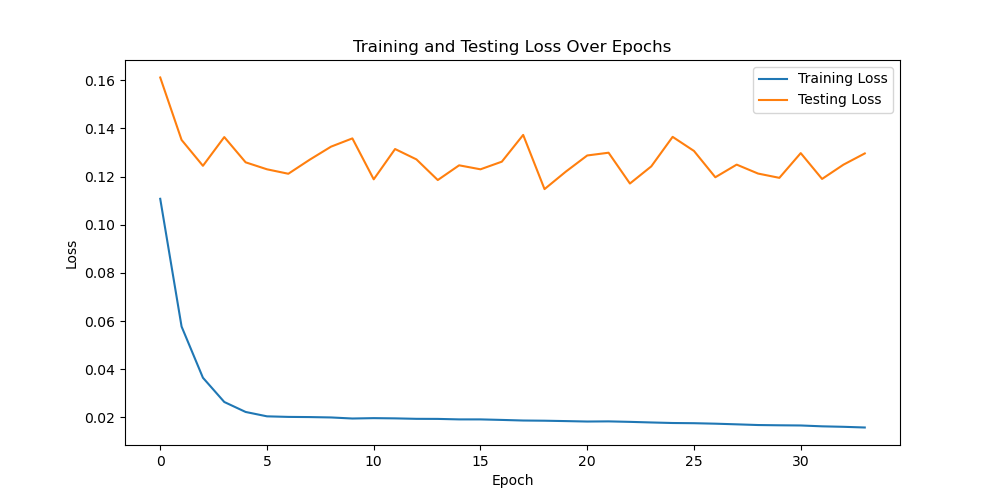 Training and Testing Loss Over Epochs
Training Loss
Testing Loss
0.16
0.14
0.12
0.10
0.08
0.06
0.04
0.02
Loss
0 5 10 15 20 25 30
Epoch